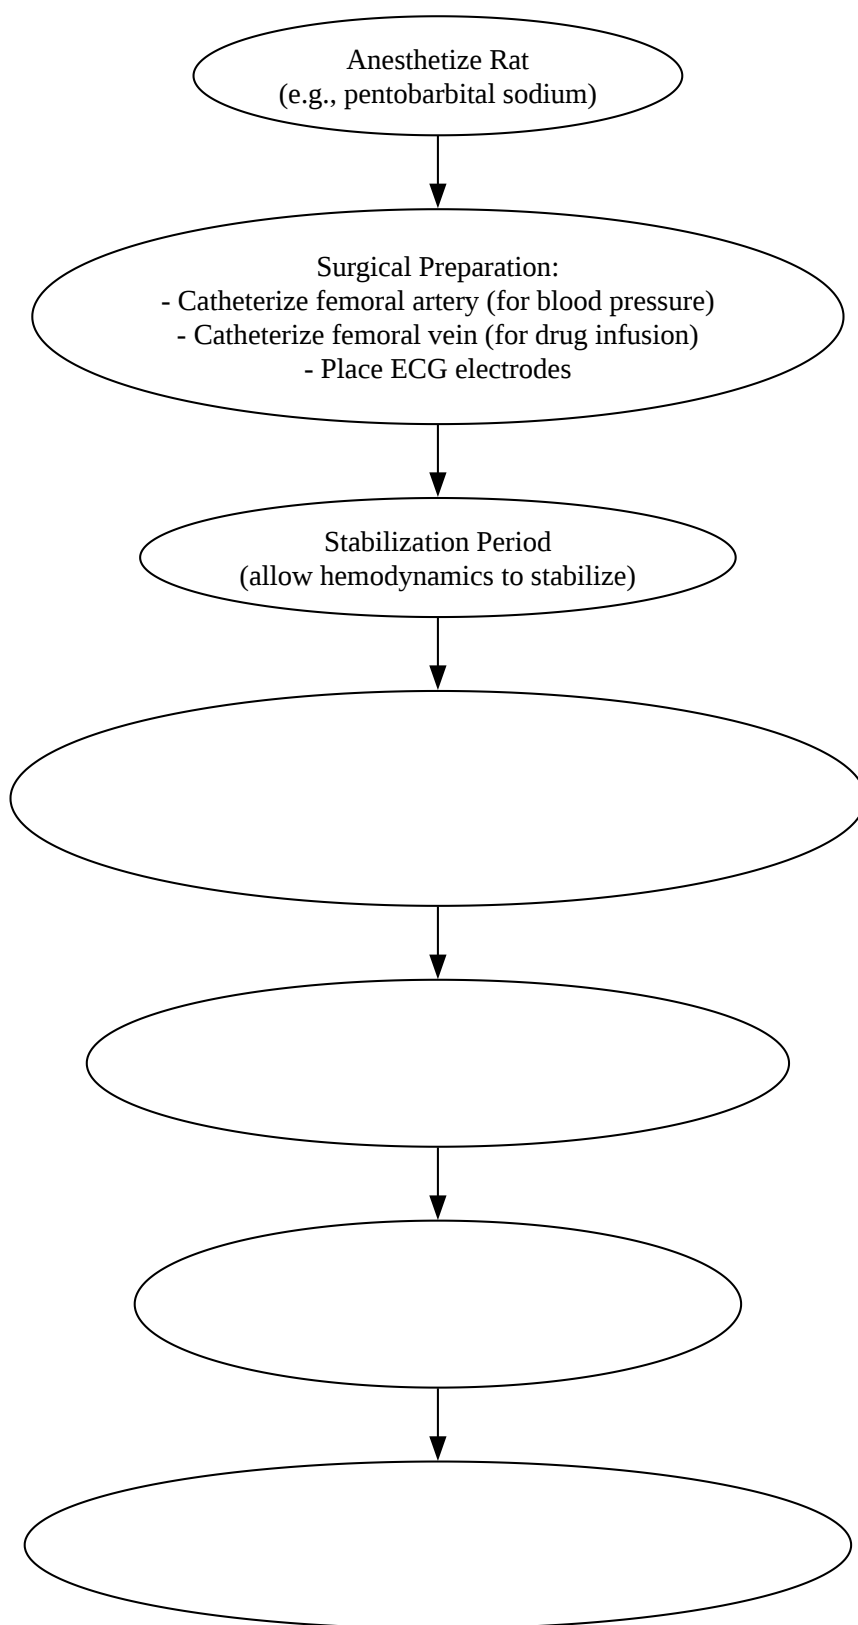 Anesthetize Rat
(e.g., pentobarbital sodium)
Surgical Preparation:
- Catheterize femoral artery (for blood pressure)
- Catheterize femoral vein (for drug infusion)
- Place ECG electrodes
Stabilization Period
(allow hemodynamics to stabilize)